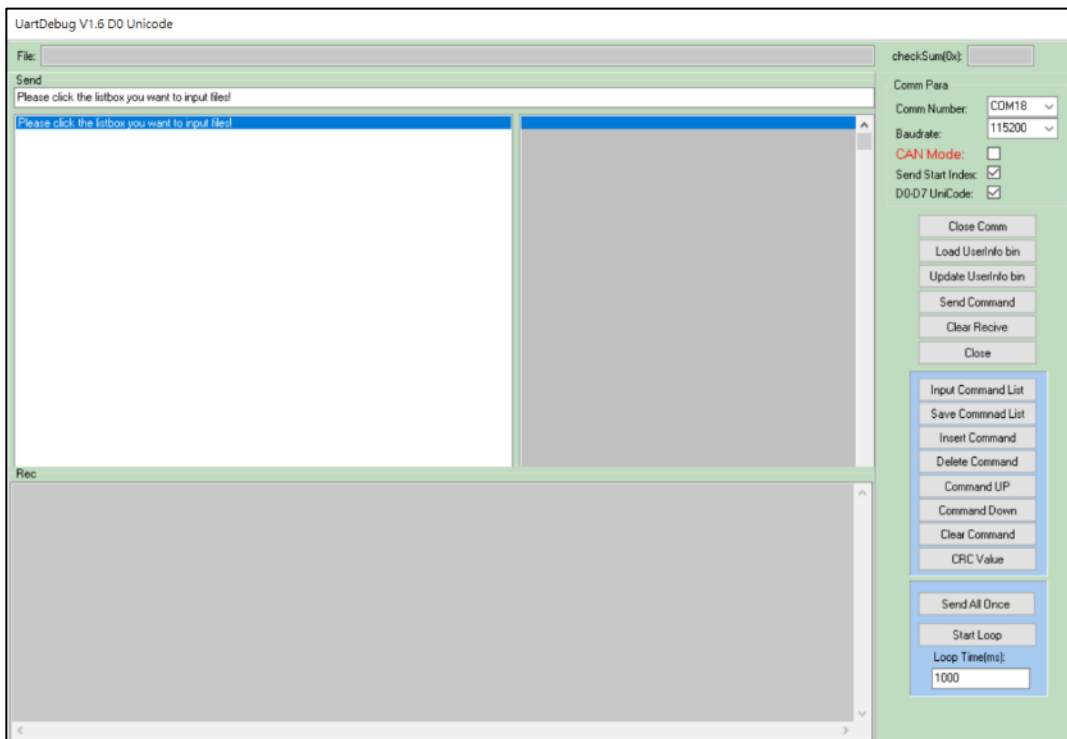 UartDebug V1.6 D0 Unicode
File:
checkSum(0x):
Send
Please click the listbox you want to input files!
Please click the listbox you want to input files!
Rec
Comm Para
Comm Number: COM18
Baudrate: 115200
CAN Mode:
Send Start Index:
D0-D7 UniCode:
Close Comm
Load UserInfo bin
Update UserInfo bin
Send Command
Clear Recive
Close
Input Command List
Save Commnad List
Insert Command
Delete Command
Command UP
Command Down
Clear Command
CRC Value
Send All Once
Start Loop
Loop Time(ms):
1000